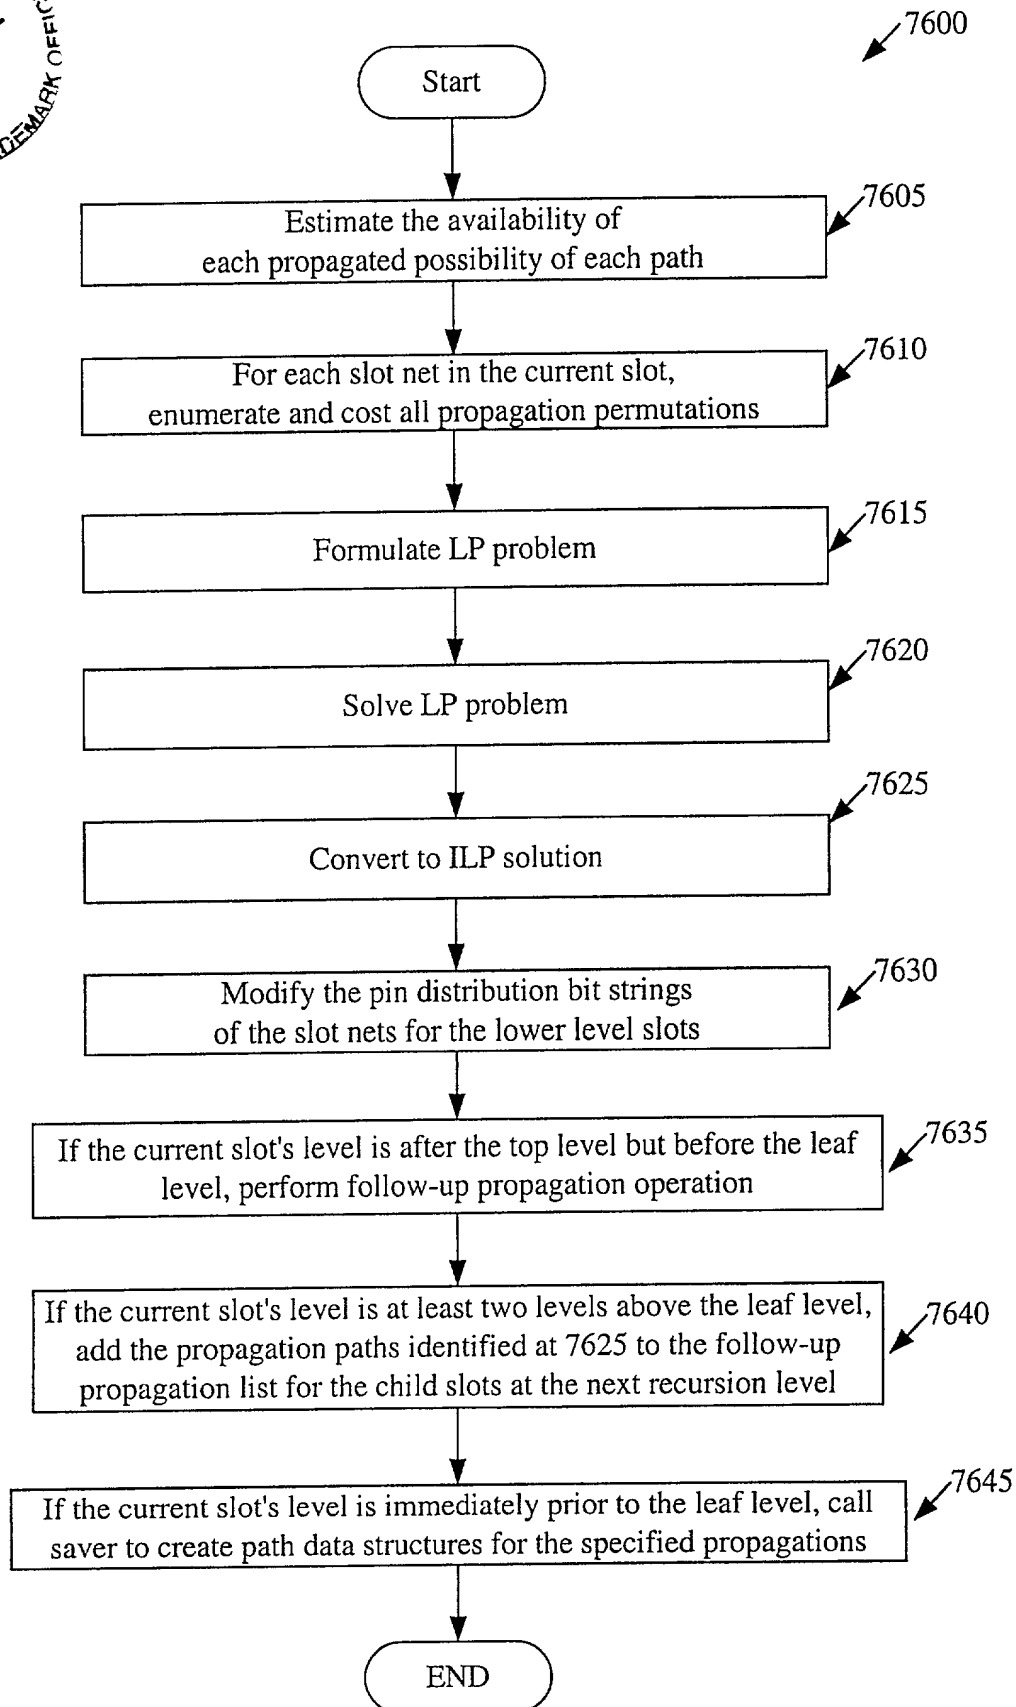 DEMARK OFFIC
7600
Start
7605
Estimate the availability of
each propagated possibility of each path
7610
For each slot net in the current slot,
enumerate and cost all propagation permutations
7615
Formulate LP problem
7620
Solve LP problem
7625
Convert to ILP solution
7630
Modify the pin distribution bit strings
of the slot nets for the lower level slots
7635
If the current slot's level is after the top level but before the leaf
level, perform follow-up propagation operation
7640
If the current slot's level is at least two levels above the leaf level,
add the propagation paths identified at 7625 to the follow-up
propagation list for the child slots at the next recursion level
7645
If the current slot's level is immediately prior to the leaf level, call
saver to create path data structures for the specified propagations
END